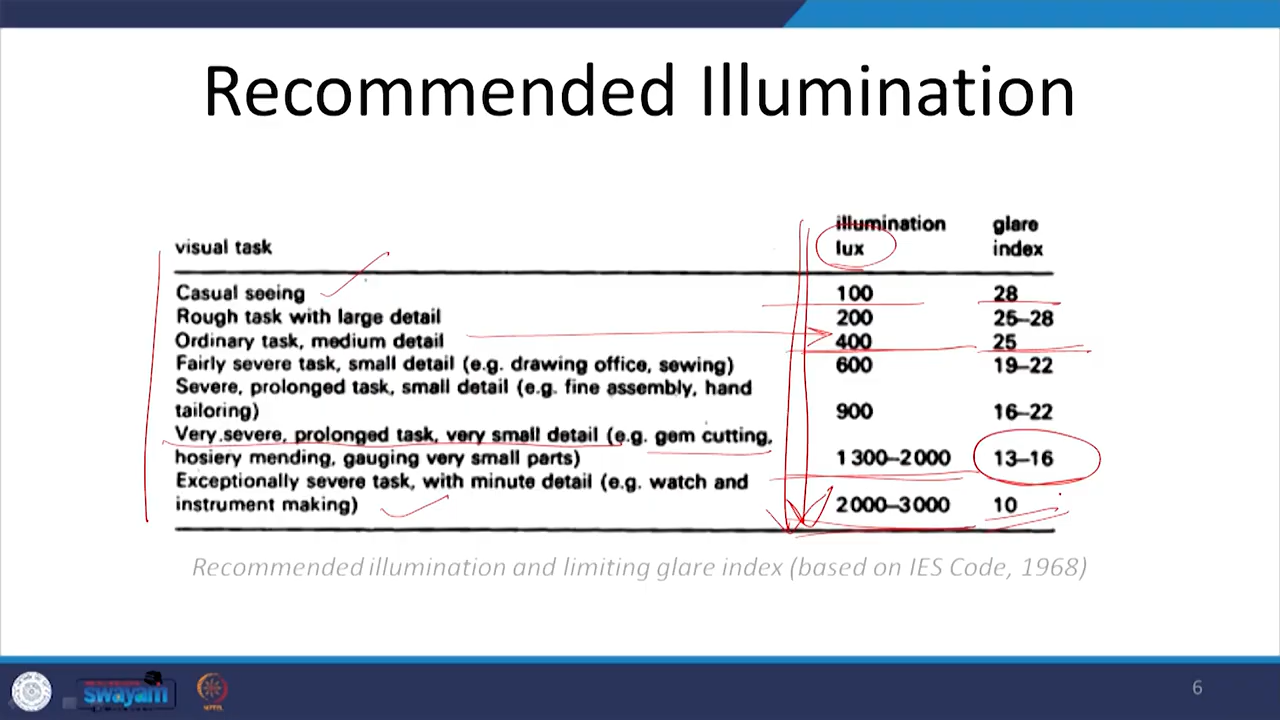 Recommended Illumination
illumination glare
visual task lux index
Casual seeing 100 28
Rough task with large detail 200 25–28
Ordinary task, medium detail 400 25
Fairly severe task, small detail (e.g. drawing office, sewing) 600 19–22
Severe, prolonged task, small detail (e.g. fine assembly, hand
tailoring) 900 16–22
Very severe, prolonged task, very small detail (e.g. gem cutting,
hosiery mending, gauging very small parts) 1300–2000 13–16
Exceptionally severe task, with minute detail (e.g. watch and
instrument making) 2000–3000 10
Recommended illumination and limiting glare index (based on IES Code, 1968)
swayam
6